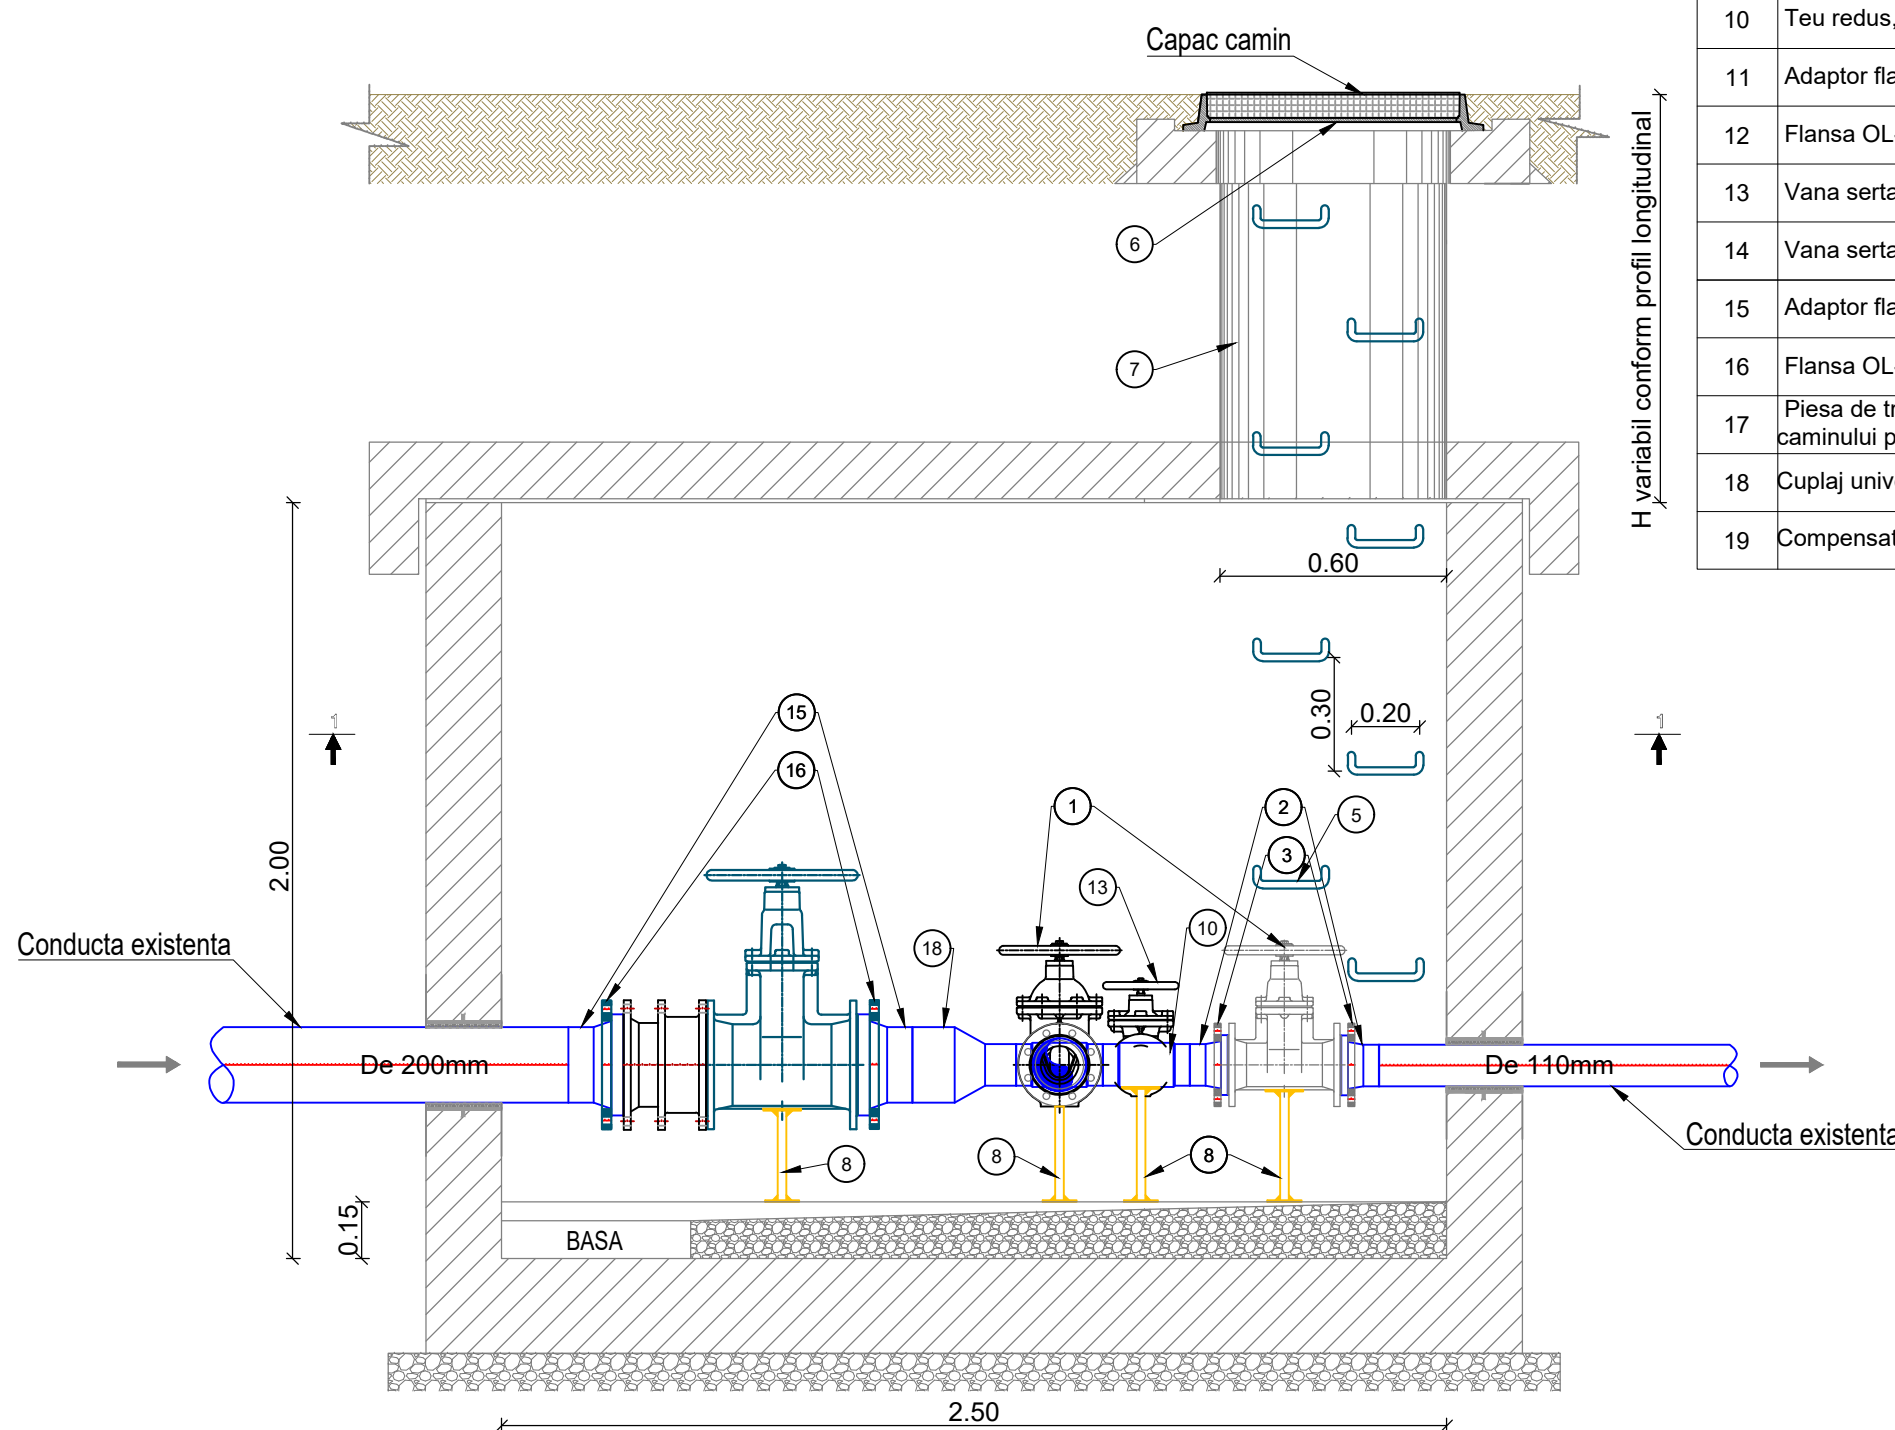 10 Teu redus,
Capac camin
11 Adaptor fla
12 Flansa OL
13 Vana serta
14 Vana serta
15 Adaptor fla
16 Flansa OL
17 Piesa de tr
caminului p
18 Cuplaj univ
19 Compensat
H variabil conform profil longitudinal
6
7
0.60
0.30
0.20
1
1
15
16
1
2
5
3
13
10
18
2.00
Conducta existenta
De 200mm
De 110mm
Conducta existenta
8
8
8
0.15
BASA
2.50